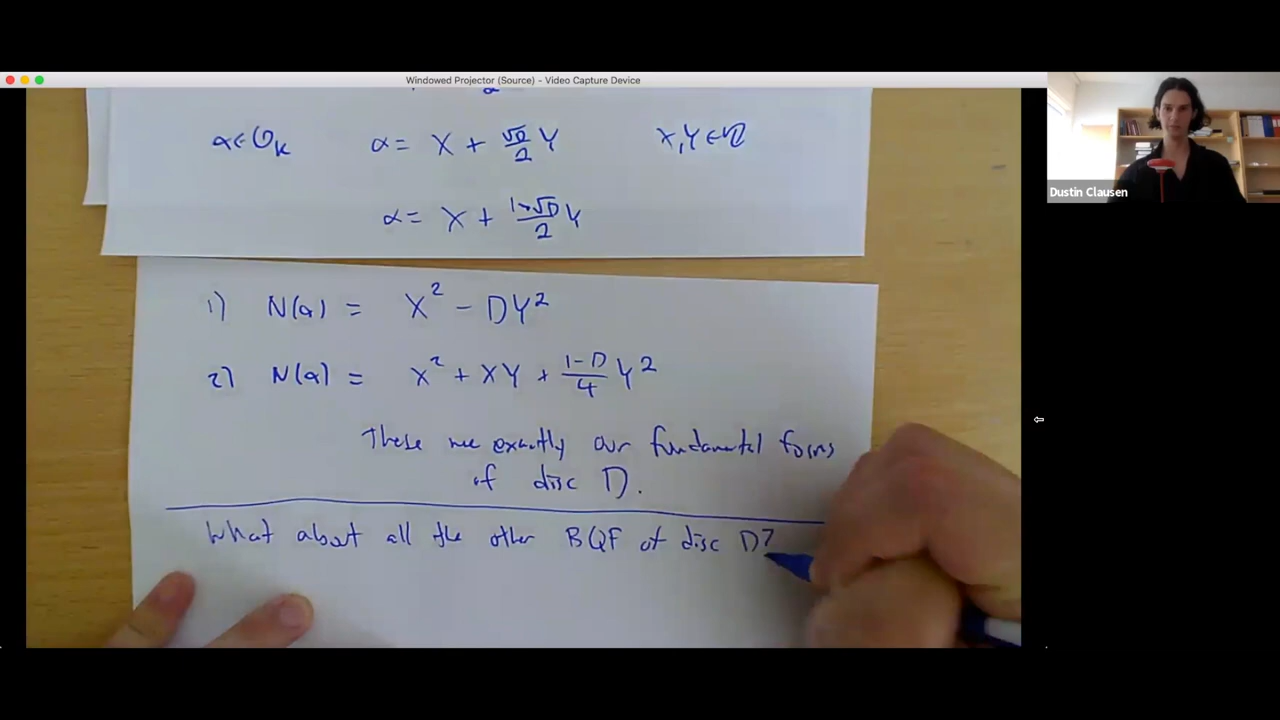 Windowed Projector (Source) - Video Capture Device
α∈O_K α = X + √D/2 Y X,Y∈ℤ
α = X + (1+√D)/2 Y
Dustin Clausen
1) N(α) = X² - DY²
2) N(α) = X² + XY + (1-D)/4 Y²
These are exactly our fundamental forms
of disc D.
What about all the other BQF of disc D?